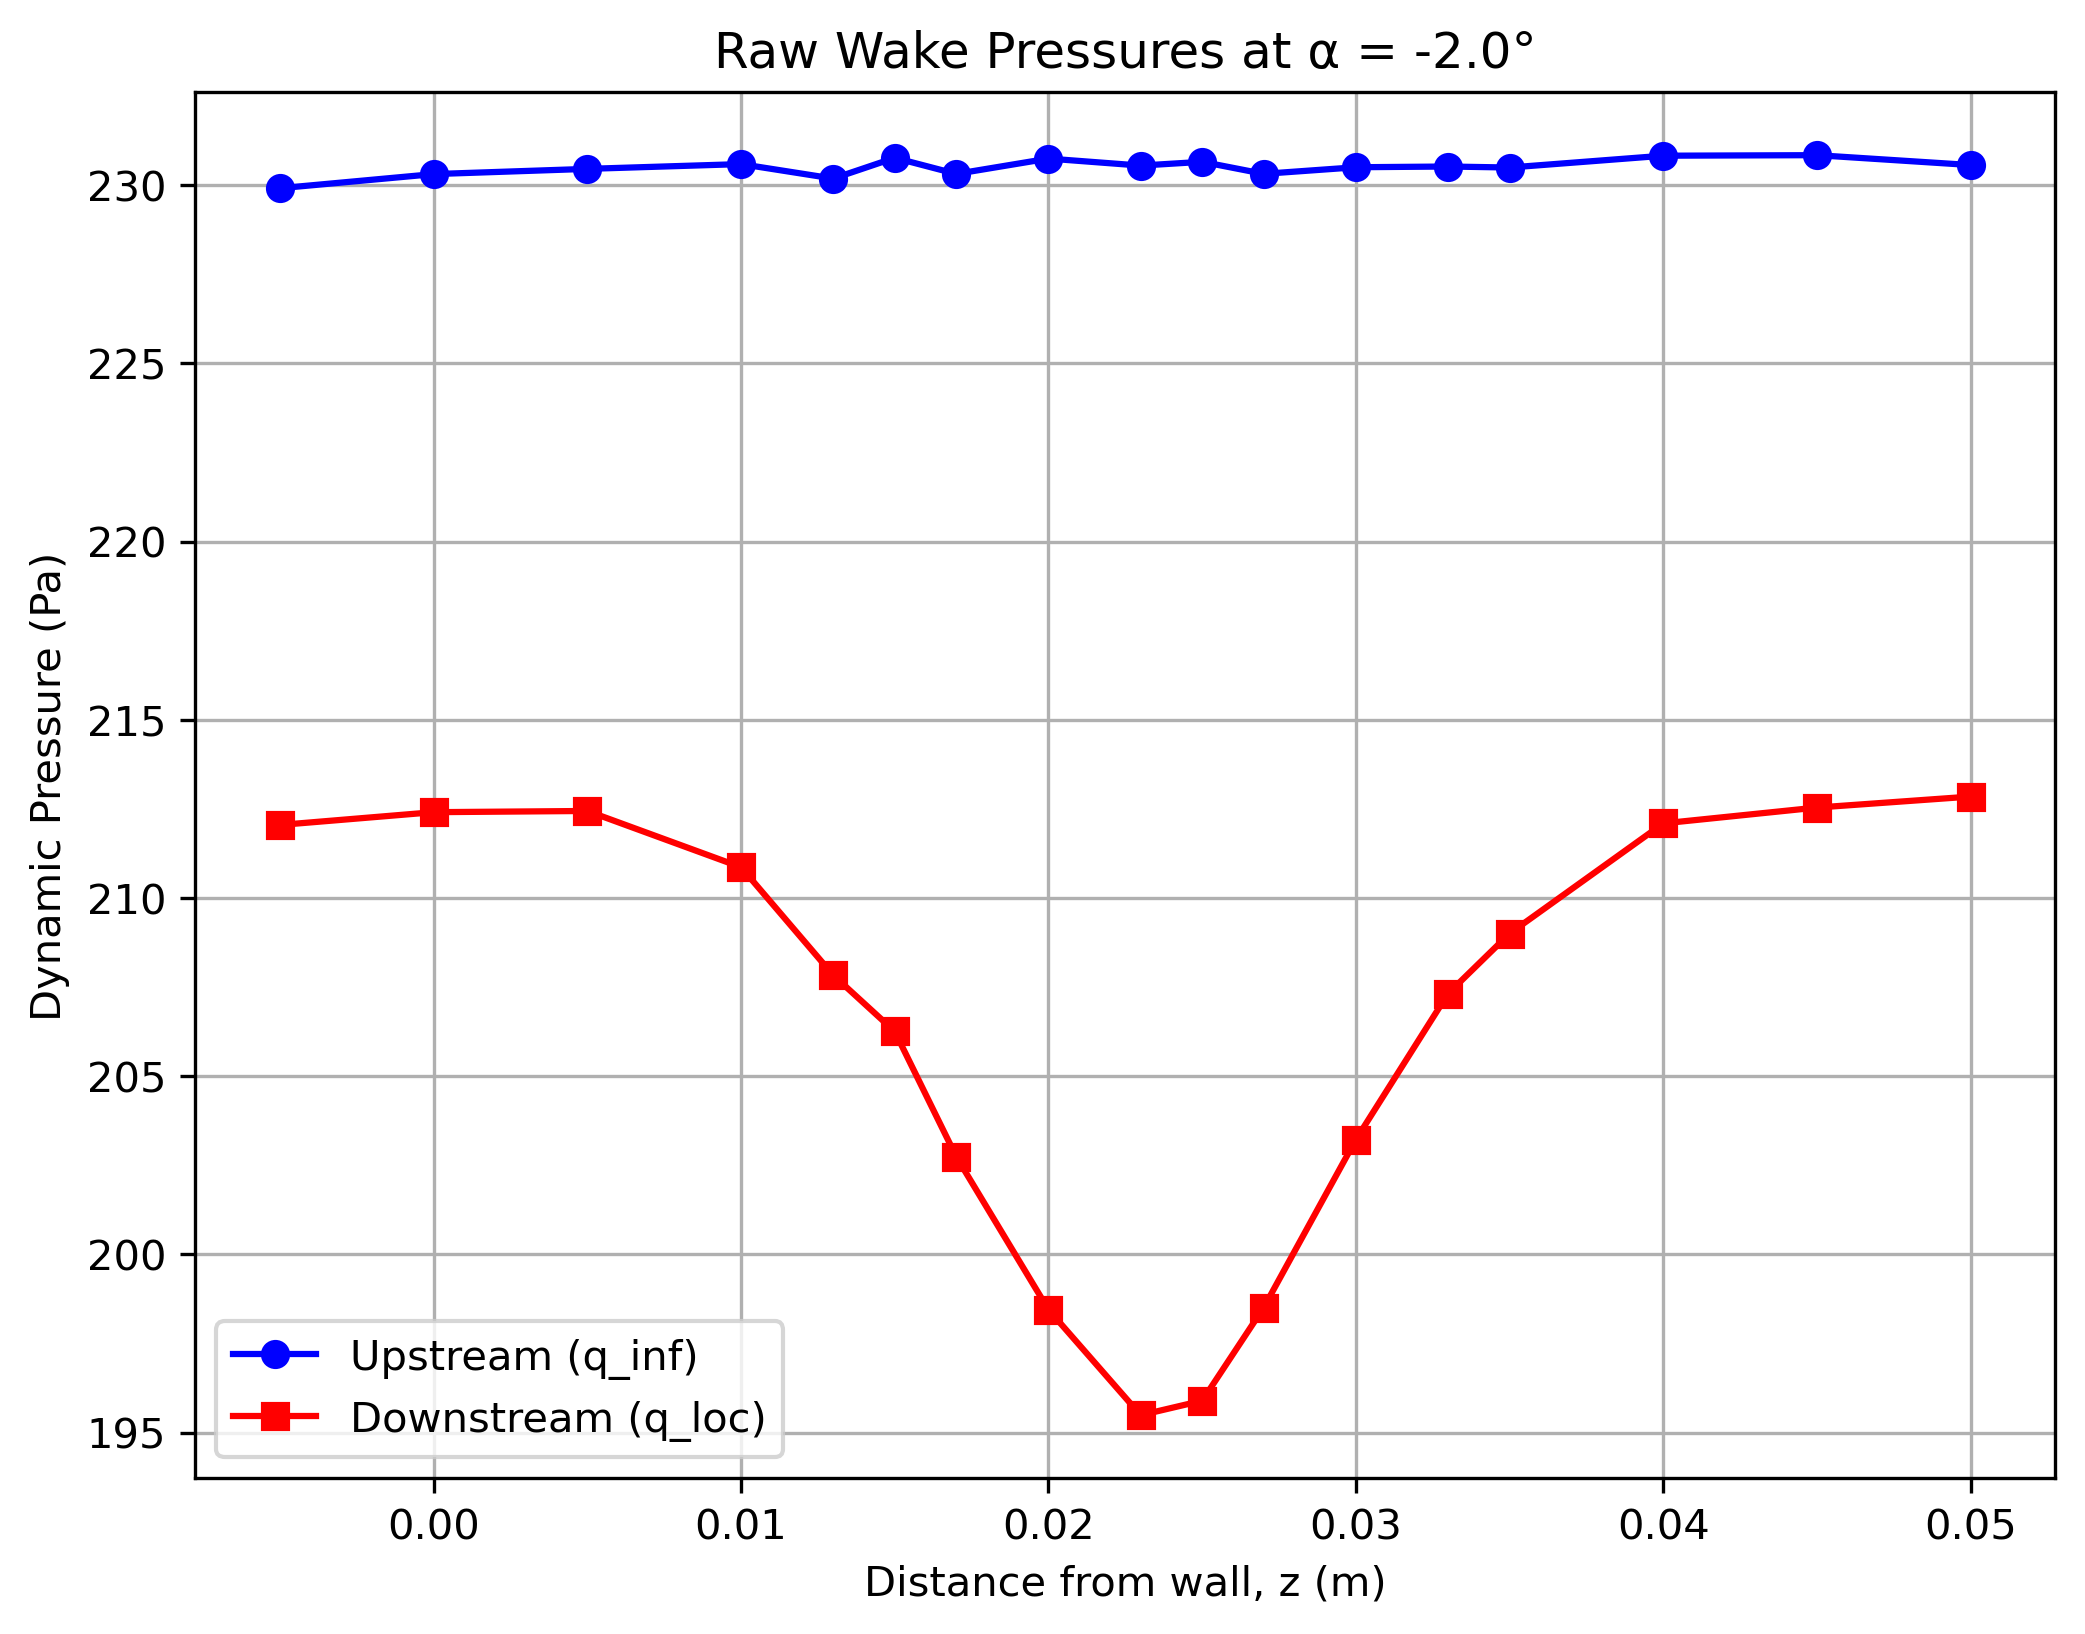 Raw Wake Pressures at α = -2.0°
Dynamic Pressure (Pa)
230
225
220
215
210
205
200
195
Upstream (q_inf)
Downstream (q_loc)
0.00 0.01 0.02 0.03 0.04 0.05
Distance from wall, z (m)